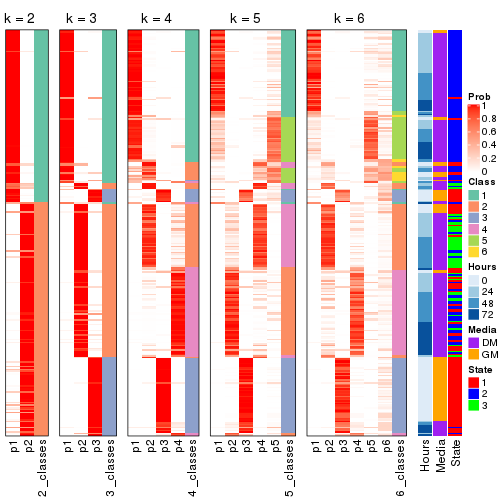 k = 2
k = 3
k = 4
k = 5
k = 6
Prob
1
0.8
0.6
0.4
0.2
0
Class
1
2
3
4
5
6
Hours
0
24
48
72
Media
DM
GM
State
1
2
3
p1
p2
2_classes
p1
p2
p3
3_classes
p1
p2
p3
p4
4_classes
p1
p2
p3
p4
p5
5_classes
p1
p2
p3
p4
p5
p6
6_classes
Hours
Media
State